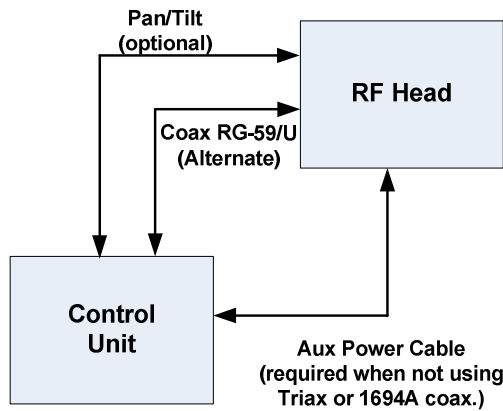 Pan/Tilt
(optional)
RF Head
Coax RG-59/U
(Alternate)
Control
Unit
Aux Power Cable
(required when not using
Triax or 1694A coax.)